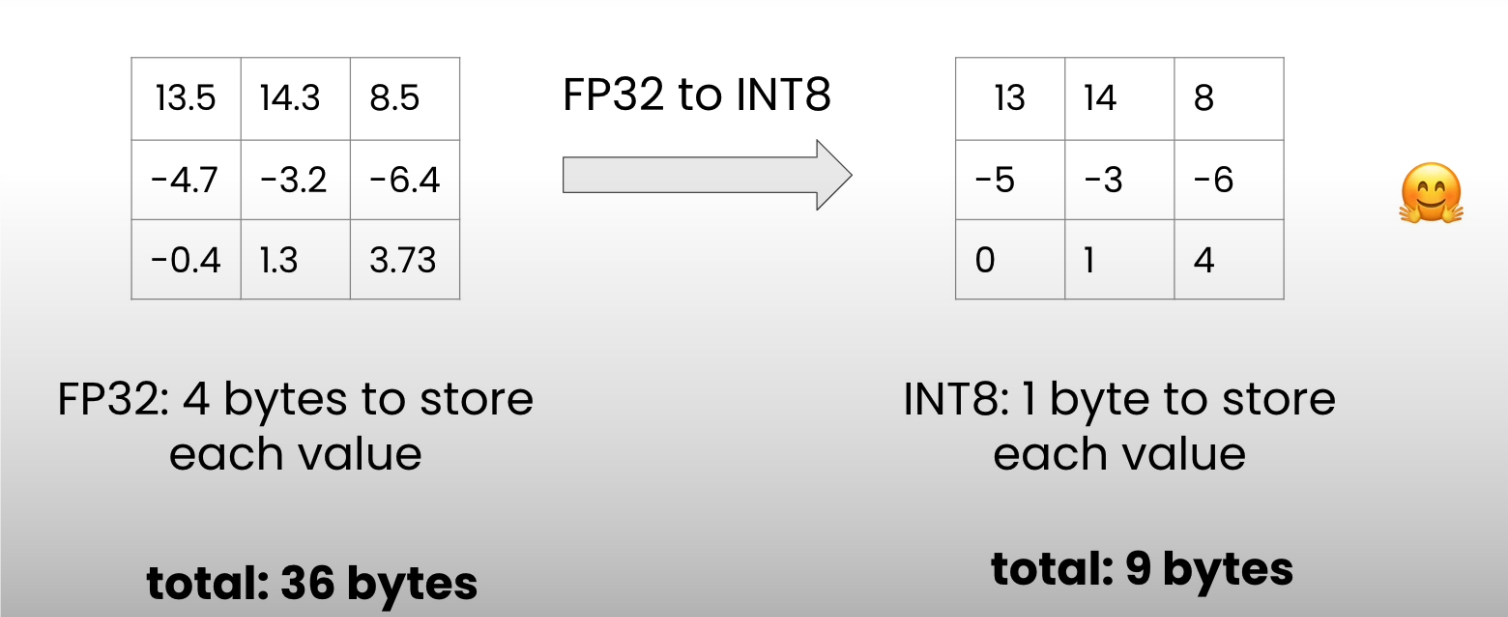 13.5 14.3 8.5
-4.7 -3.2 -6.4
-0.4 1.3 3.73
FP32 to INT8
13 14 8
-5 -3 -6
0 1 4
FP32: 4 bytes to store
each value
total: 36 bytes
INT8: 1 byte to store
each value
total: 9 bytes